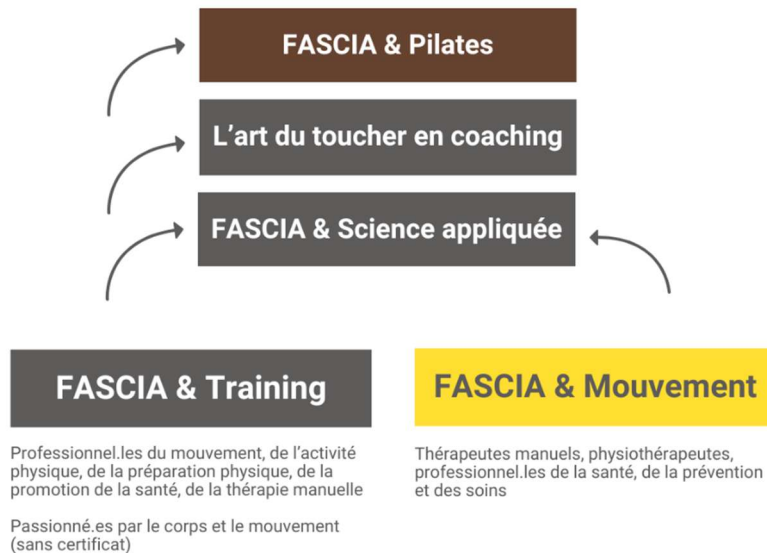 FASCIA & Pilates
L’art du toucher en coaching
FASCIA & Science appliquée
FASCIA & Training
Professionnel.les du mouvement, de l’activité
physique, de la préparation physique, de la
promotion de la santé, de la thérapie manuelle
Passionné.es par le corps et le mouvement
(sans certificat)
FASCIA & Mouvement
Thérapeutes manuels, physiothérapeutes,
professionnel.les de la santé, de la prévention
et des soins